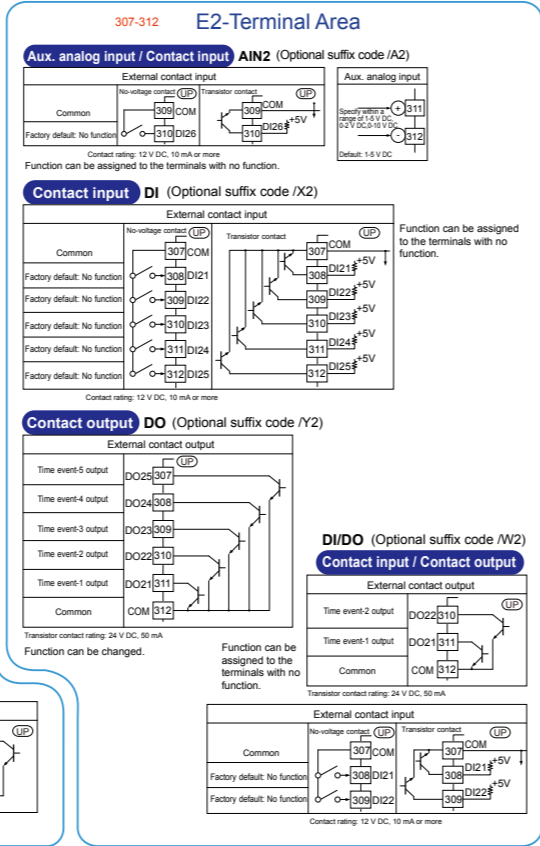 307-312 E2-Terminal Area
Aux. analog input / Contact input AIN2 (Optional suffix code /A2)
External contact input
No-voltage contact UP Transistor contact UP
Common 309 COM 309 COM
+5V
Factory default: No function 310 DI26 310 DI26
Contact rating: 12 V DC, 10 mA or more
Function can be assigned to the terminals with no function.
Aux. analog input
Specify within a
range of 1-5 V DC,
0-2 V DC,0-10 V DC
+ 311
- 312
Default: 1-5 V DC
Contact input DI (Optional suffix code /X2)
External contact input
No-voltage contact UP Transistor contact UP
Common 307 COM 307 COM
Factory default: No function 308 DI21 308 DI21 +5V
Factory default: No function 309 DI22 309 DI22 +5V
Factory default: No function 310 DI23 310 DI23 +5V
Factory default: No function 311 DI24 311 DI24 +5V
Factory default: No function 312 DI25 312 DI25 +5V
Contact rating: 12 V DC, 10 mA or more
Function can be assigned
to the terminals with no
function.
Contact output DO (Optional suffix code /Y2)
External contact output
UP
Time event-5 output DO25 307
Time event-4 output DO24 308
Time event-3 output DO23 309
Time event-2 output DO22 310
Time event-1 output DO21 311
Common COM 312
Transistor contact rating: 24 V DC, 50 mA
Function can be changed.
DI/DO (Optional suffix code /W2)
Contact input / Contact output
External contact output
UP
Time event-2 output DO22 310
Time event-1 output DO21 311
Common COM 312
Transistor contact rating: 24 V DC, 50 mA
Function can be
assigned to the
terminals with no
function.
External contact input
No-voltage contact UP Transistor contact UP
Common 307 COM 307 COM
Factory default: No function 308 DI21 308 DI21 +5V
Factory default: No function 309 DI22 309 DI22 +5V
Contact rating: 12 V DC, 10 mA or more
UP